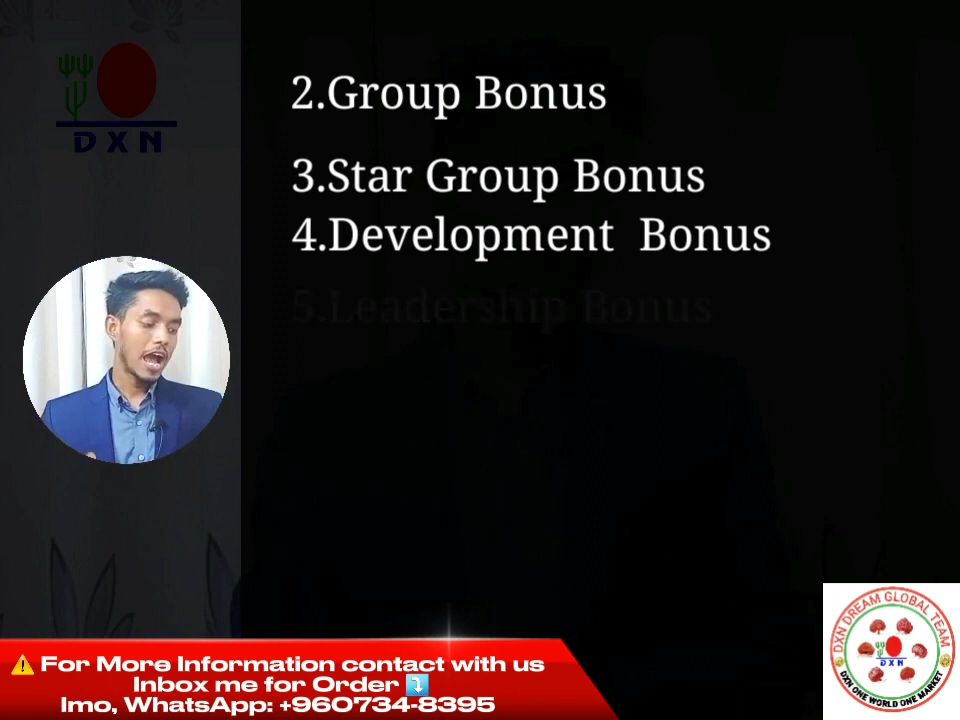 DXN
2.Group Bonus
3.Star Group Bonus
4.Development Bonus
5.Leadership Bonus
⚠️ For More Information contact with us
Inbox me for Order ⤵️
Imo, WhatsApp: +960734-8395
DXN DREAM GLOBAL TEAM
DXN
DXN ONE WORLD ONE MARKET